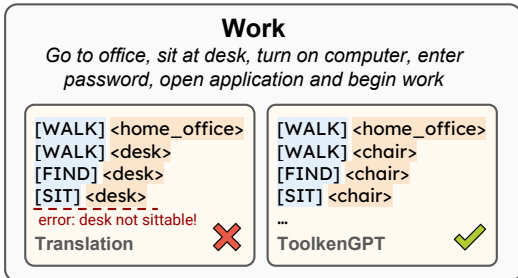 Work
Go to office, sit at desk, turn on computer, enter
password, open application and begin work
[WALK] <home_office>
[WALK] <desk>
[FIND] <desk>
[SIT] <desk>
error: desk not sittable!
Translation
[WALK] <home_office>
[WALK] <chair>
[FIND] <chair>
[SIT] <chair>
…
ToolkenGPT